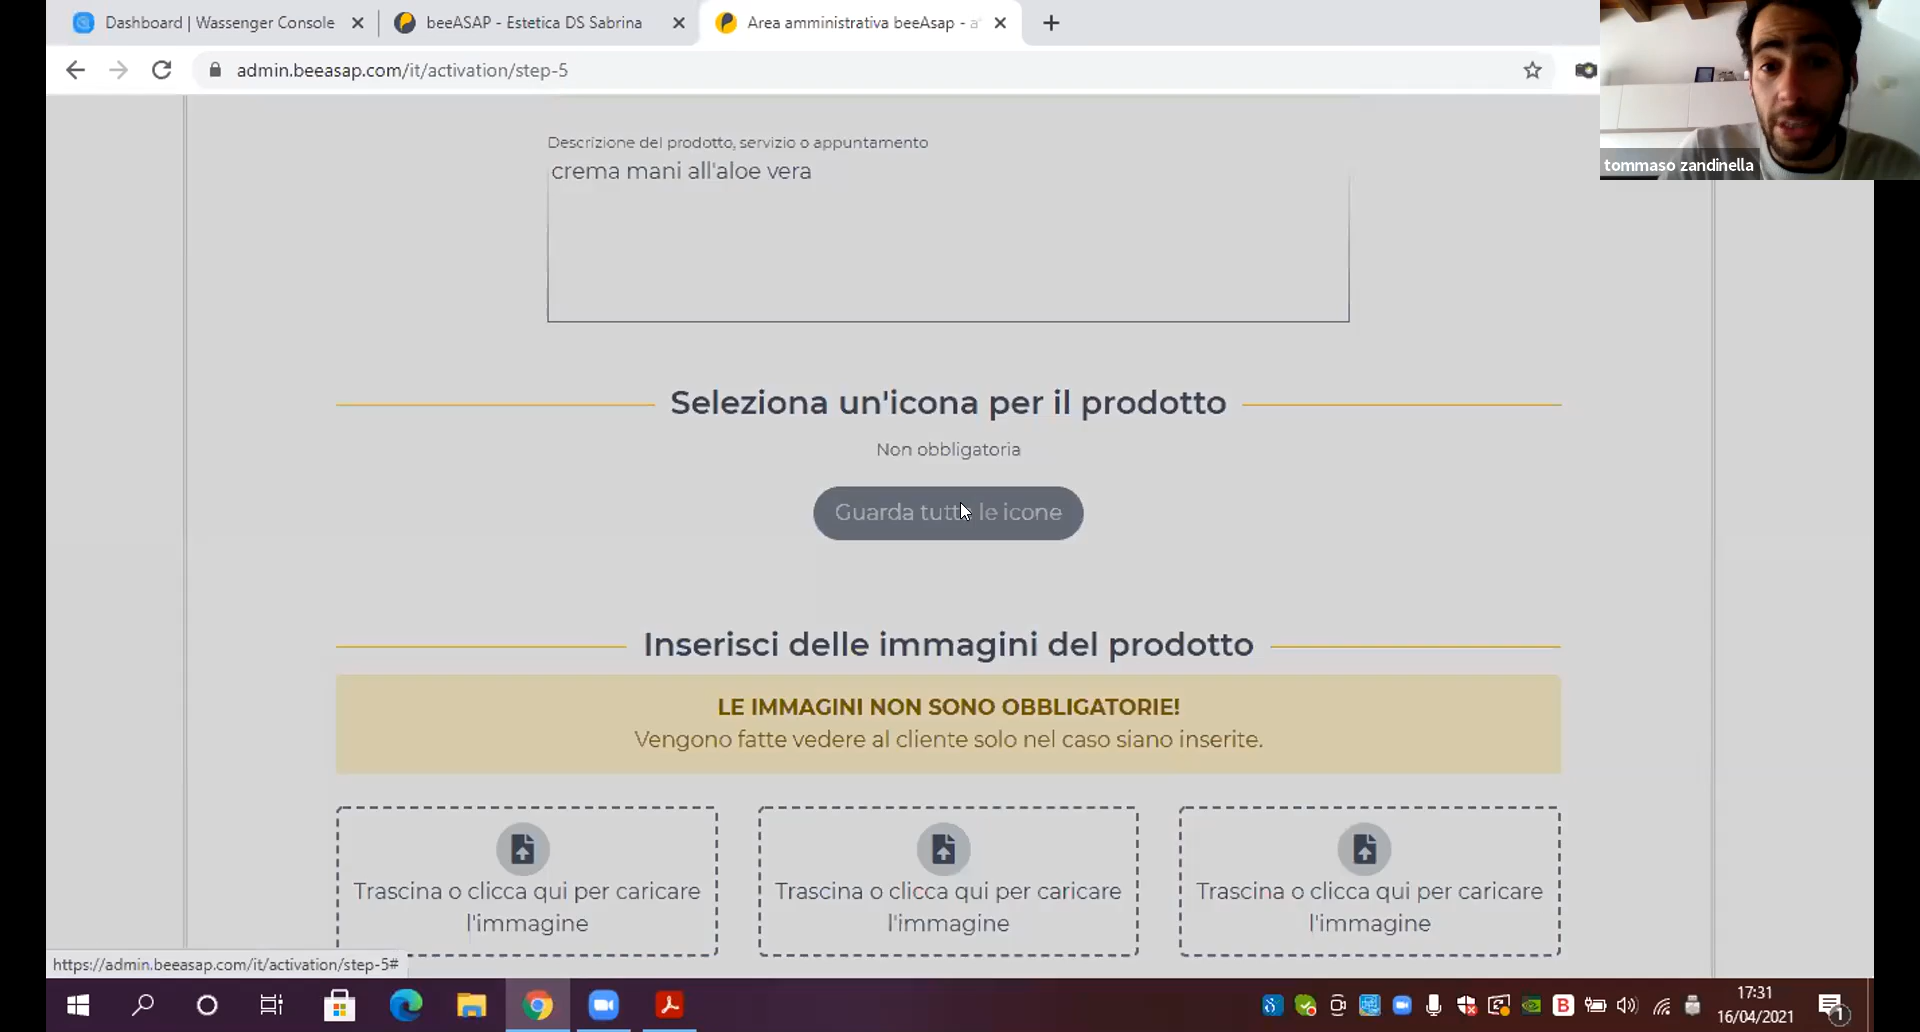 Dashboard | Wassenger Console
beeASAP - Estetica DS Sabrina
Area amministrativa beeAsap - a
admin.beeasap.com/it/activation/step-5
tommaso zandinella
Descrizione del prodotto, servizio o appuntamento
crema mani all'aloe vera
Seleziona un'icona per il prodotto
Non obbligatoria
Guarda tutte le icone
Inserisci delle immagini del prodotto
LE IMMAGINI NON SONO OBBLIGATORIE!
Vengono fatte vedere al cliente solo nel caso siano inserite.
Trascina o clicca qui per caricare
l'immagine
Trascina o clicca qui per caricare
l'immagine
Trascina o clicca qui per caricare
l'immagine
https://admin.beeasap.com/it/activation/step-5#
17:31
16/04/2021
1